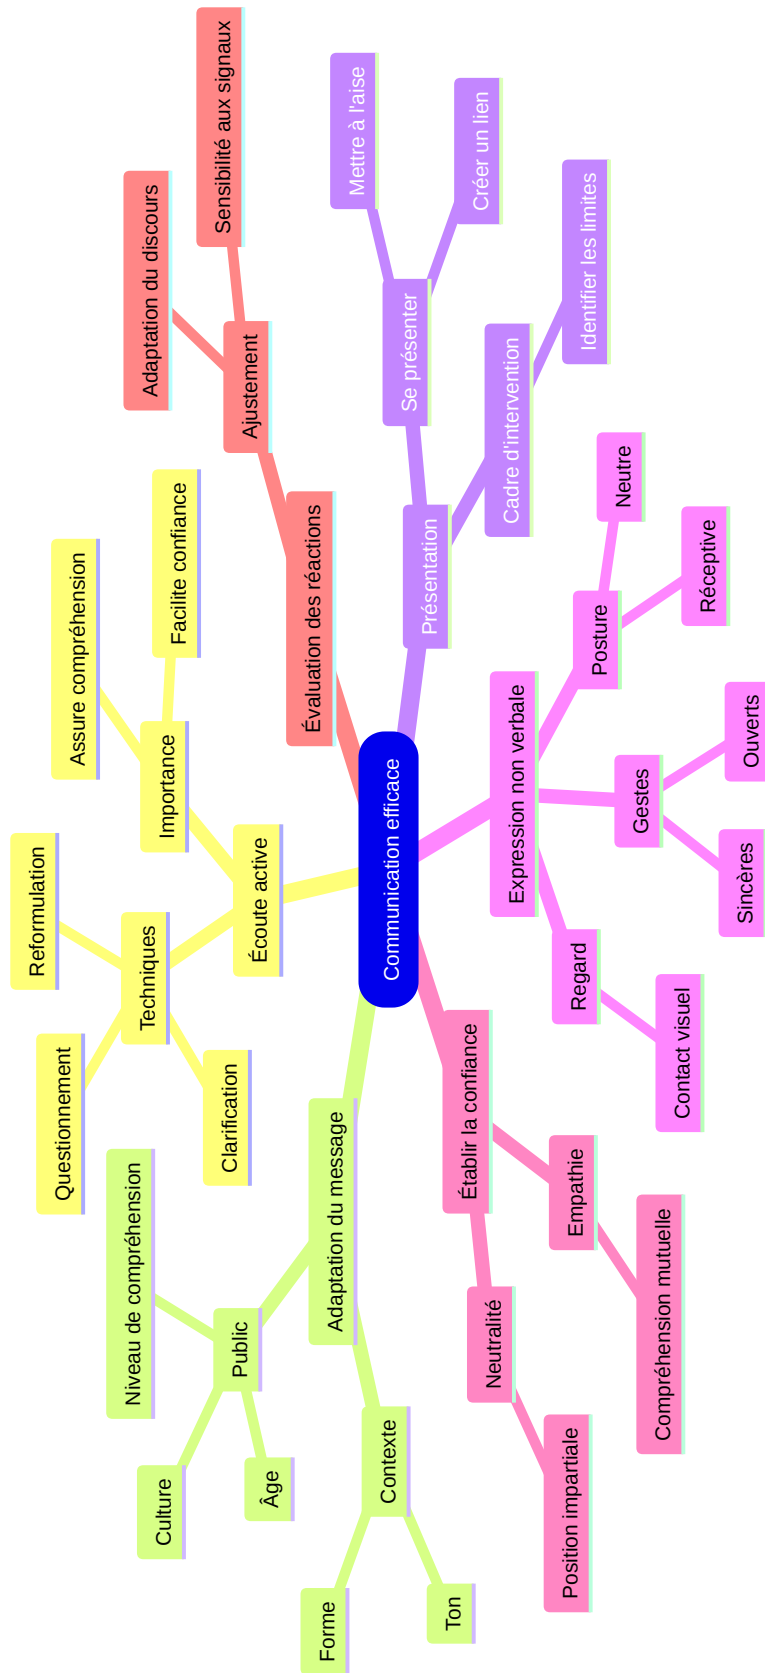 Communication efficace
Écoute active
Techniques
Reformulation
Questionnement
Clarification
Importance
Assure compréhension
Facilite confiance
Adaptation du message
Public
Niveau de compréhension
Culture
Âge
Contexte
Forme
Ton
Établir la confiance
Neutralité
Position impartiale
Empathie
Compréhension mutuelle
Expression non verbale
Regard
Contact visuel
Gestes
Sincères
Ouverts
Posture
Neutre
Réceptive
Présentation
Se présenter
Mettre à l'aise
Créer un lien
Cadre d'intervention
Identifier les limites
Évaluation des réactions
Ajustement
Adaptation du discours
Sensibilité aux signaux